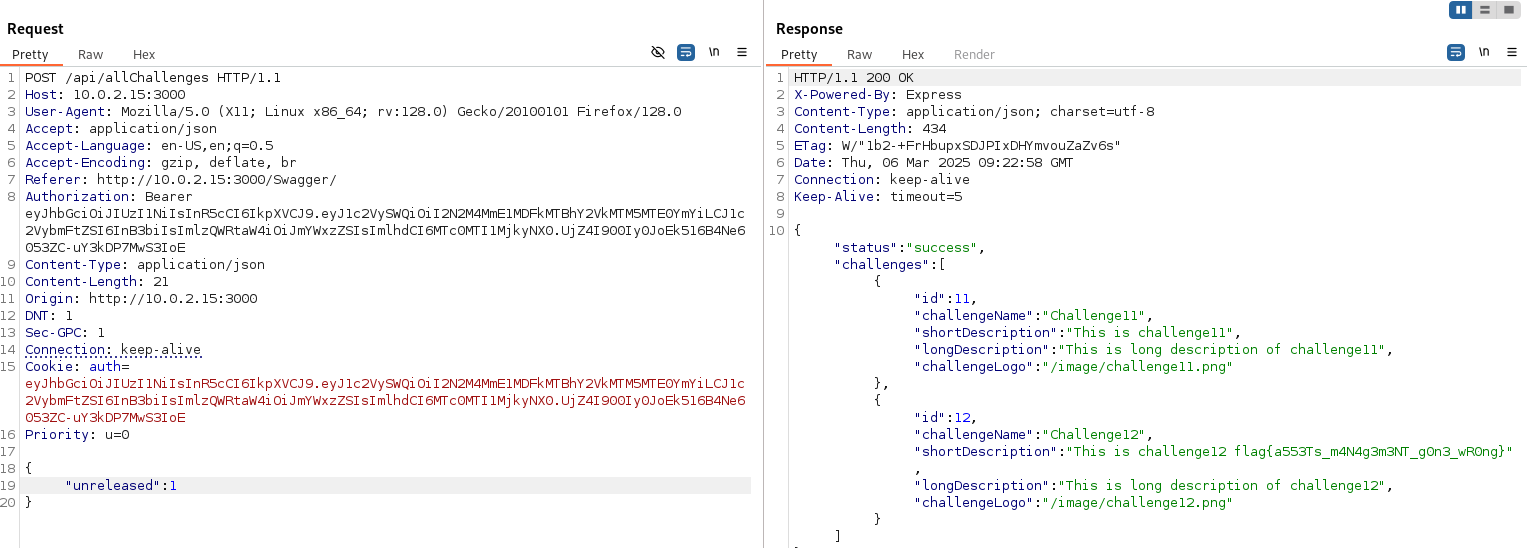 Request
Pretty Raw Hex \n
1 POST /api/allChallenges HTTP/1.1
2 Host: 10.0.2.15:3000
3 User-Agent: Mozilla/5.0 (X11; Linux x86_64; rv:128.0) Gecko/20100101 Firefox/128.0
4 Accept: application/json
5 Accept-Language: en-US,en;q=0.5
6 Accept-Encoding: gzip, deflate, br
7 Referer: http://10.0.2.15:3000/Swagger/
8 Authorization: Bearer
eyJhbGciOiJIUzI1NiIsInR5cCI6IkpXVCJ9.eyJ1c2VySWQiOiI2N2M4MmE1MDFkMTBhY2VkMTM5MTE0YmYiLCJ1c
2VybmFtZSI6InB3biIsImlzQWRtaW4iOiJmYWxzZSIsImlhdCI6MTc0MTI1MjkyNX0.UjZ4I900Iy0JoEk516B4Ne6
053ZC-uY3kDP7MwS3IoE
9 Content-Type: application/json
10 Content-Length: 21
11 Origin: http://10.0.2.15:3000
12 DNT: 1
13 Sec-GPC: 1
14 Connection: keep-alive
15 Cookie: auth=
eyJhbGciOiJIUzI1NiIsInR5cCI6IkpXVCJ9.eyJ1c2VySWQiOiI2N2M4MmE1MDFkMTBhY2VkMTM5MTE0YmYiLCJ1c
2VybmFtZSI6InB3biIsImlzQWRtaW4iOiJmYWxzZSIsImlhdCI6MTc0MTI1MjkyNX0.UjZ4I900Iy0JoEk516B4Ne6
053ZC-uY3kDP7MwS3IoE
16 Priority: u=0
17
18 {
19 "unreleased":1
20 }
Response
Pretty Raw Hex Render \n
1 HTTP/1.1 200 OK
2 X-Powered-By: Express
3 Content-Type: application/json; charset=utf-8
4 Content-Length: 434
5 ETag: W/"1b2-+FrHbupxSDJPIxDHYmvouZaZv6s"
6 Date: Thu, 06 Mar 2025 09:22:58 GMT
7 Connection: keep-alive
8 Keep-Alive: timeout=5
9
10 {
"status":"success",
"challenges":[
{
"id":11,
"challengeName":"Challenge11",
"shortDescription":"This is challenge11",
"longDescription":"This is long description of challenge11",
"challengeLogo":"/image/challenge11.png"
},
{
"id":12,
"challengeName":"Challenge12",
"shortDescription":"This is challenge12 flag{a553Ts_m4N4g3m3NT_g0n3_wR0ng}"
,
"longDescription":"This is long description of challenge12",
"challengeLogo":"/image/challenge12.png"
}
]